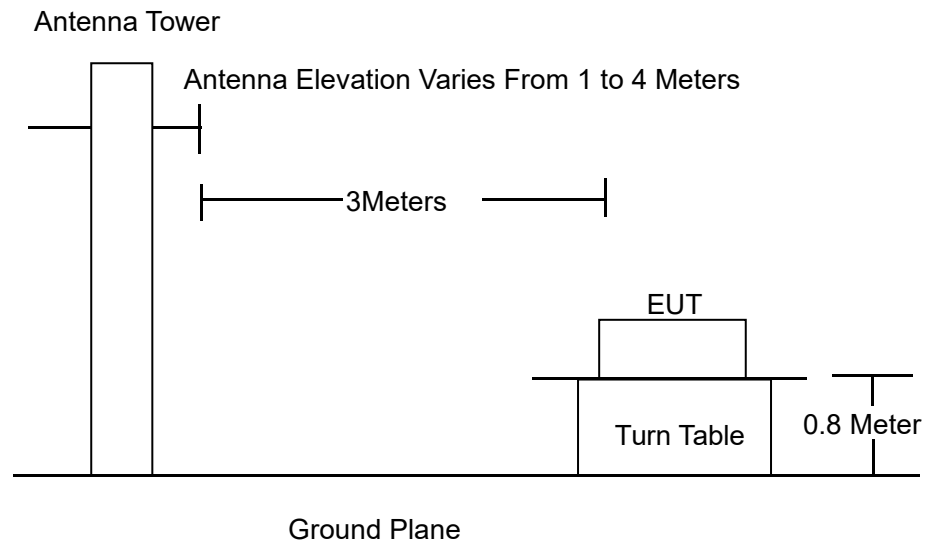 Antenna Tower
Antenna Elevation Varies From 1 to 4 Meters
3Meters
EUT
Turn Table
0.8 Meter
Ground Plane